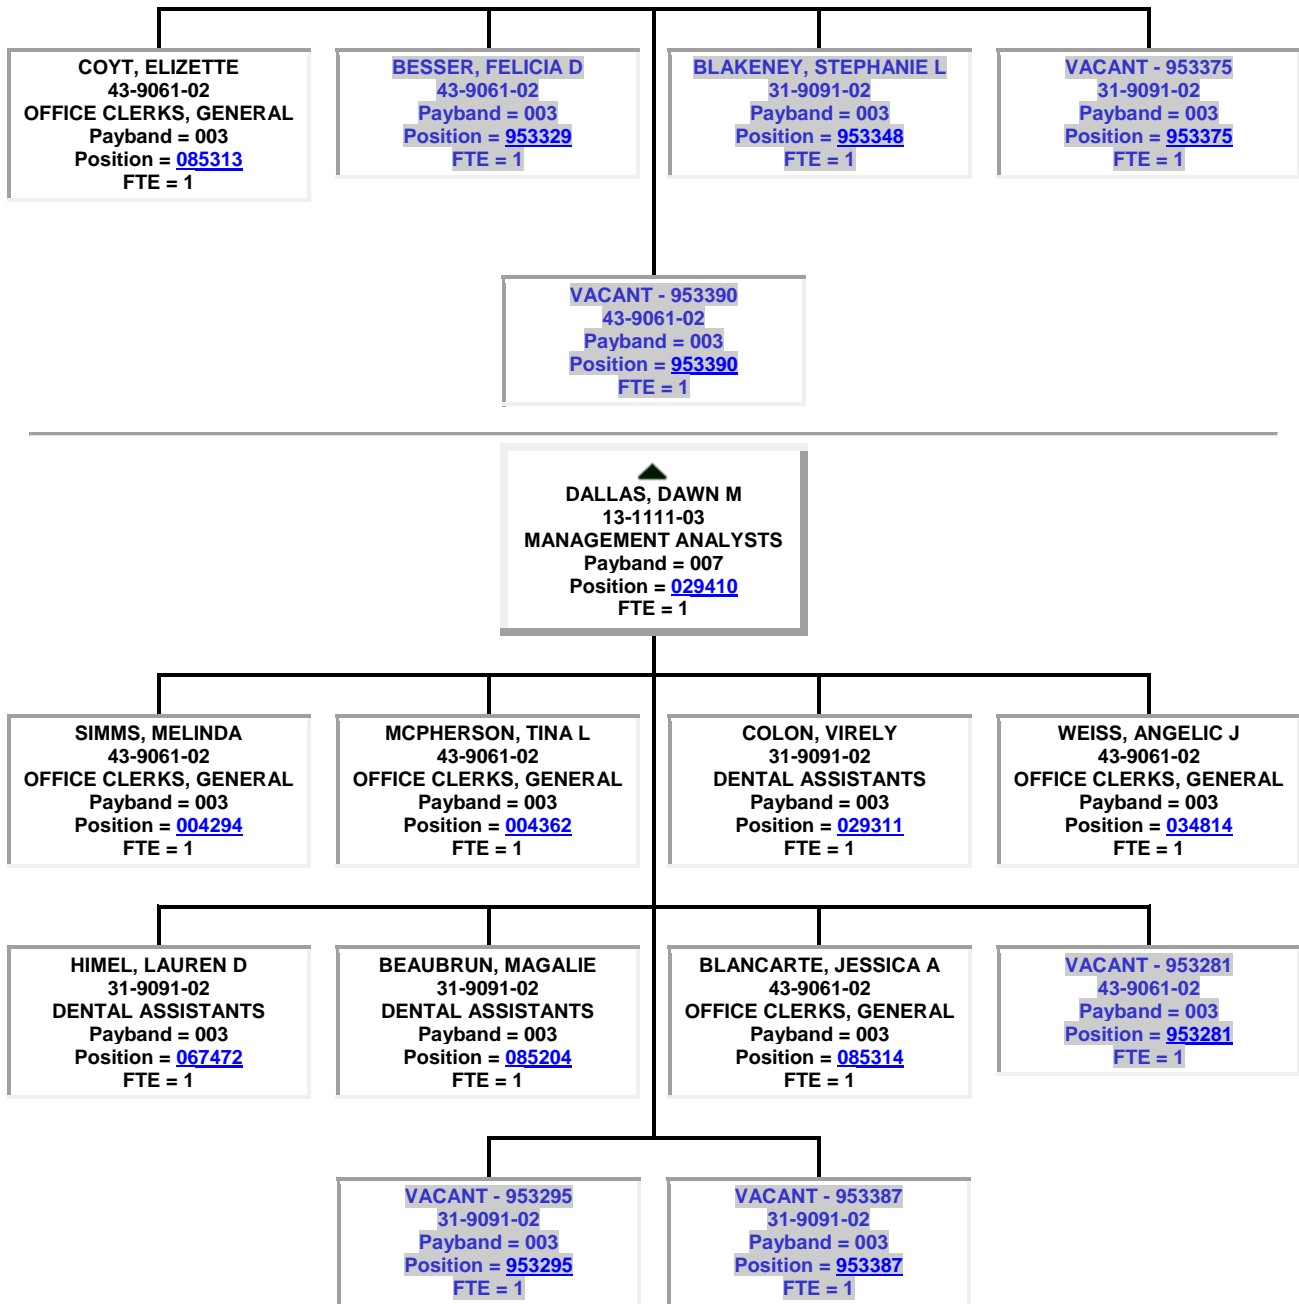 COYT, ELIZETTE
43-9061-02
OFFICE CLERKS, GENERAL
Payband = 003
Position = 085313
FTE = 1
BESSER, FELICIA D
43-9061-02
Payband = 003
Position = 953329
FTE = 1
BLAKENEY, STEPHANIE L
31-9091-02
Payband = 003
Position = 953348
FTE = 1
VACANT - 953375
31-9091-02
Payband = 003
Position = 953375
FTE = 1
VACANT - 953390
43-9061-02
Payband = 003
Position = 953390
FTE = 1
DALLAS, DAWN M
13-1111-03
MANAGEMENT ANALYSTS
Payband = 007
Position = 029410
FTE = 1
SIMMS, MELINDA
43-9061-02
OFFICE CLERKS, GENERAL
Payband = 003
Position = 004294
FTE = 1
MCPHERSON, TINA L
43-9061-02
OFFICE CLERKS, GENERAL
Payband = 003
Position = 004362
FTE = 1
COLON, VIRELY
31-9091-02
DENTAL ASSISTANTS
Payband = 003
Position = 029311
FTE = 1
WEISS, ANGELIC J
43-9061-02
OFFICE CLERKS, GENERAL
Payband = 003
Position = 034814
FTE = 1
HIMEL, LAUREN D
31-9091-02
DENTAL ASSISTANTS
Payband = 003
Position = 067472
FTE = 1
BEAUBRUN, MAGALIE
31-9091-02
DENTAL ASSISTANTS
Payband = 003
Position = 085204
FTE = 1
BLANCARTE, JESSICA A
43-9061-02
OFFICE CLERKS, GENERAL
Payband = 003
Position = 085314
FTE = 1
VACANT - 953281
43-9061-02
Payband = 003
Position = 953281
FTE = 1
VACANT - 953295
31-9091-02
Payband = 003
Position = 953295
FTE = 1
VACANT - 953387
31-9091-02
Payband = 003
Position = 953387
FTE = 1